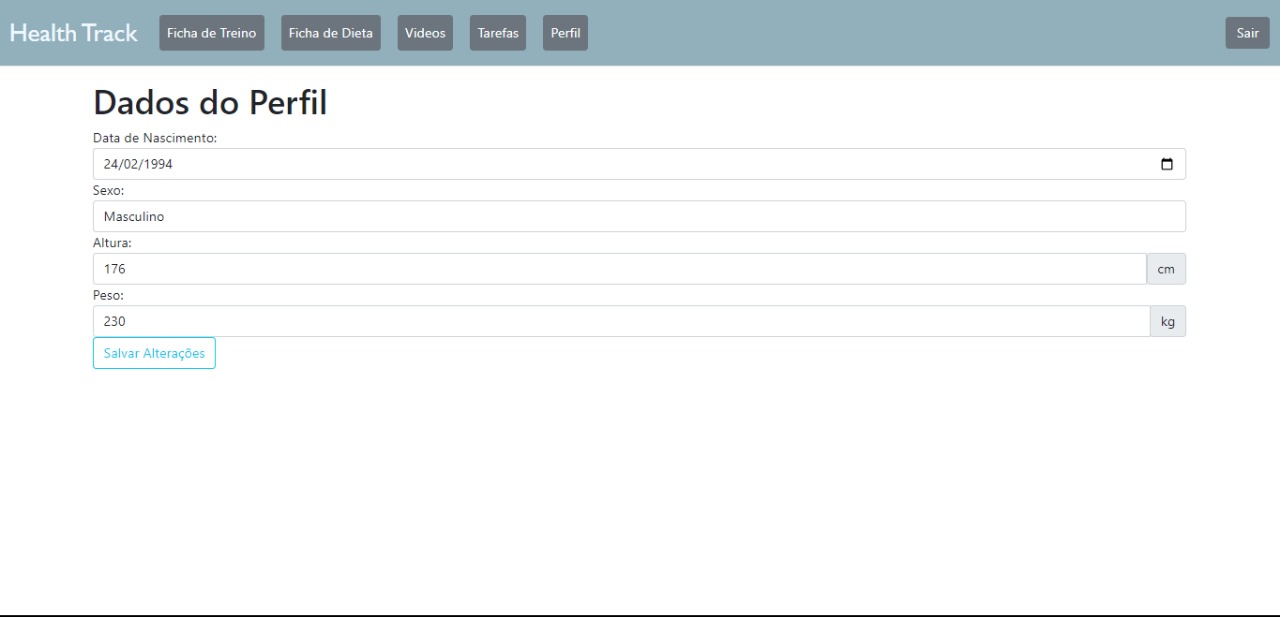 Health Track Ficha de Treino Ficha de Dieta Videos Tarefas Perfil Sair
Dados do Perfil
Data de Nascimento:
24/02/1994
Sexo:
Masculino
Altura:
176 cm
Peso:
230 kg
Salvar Alterações